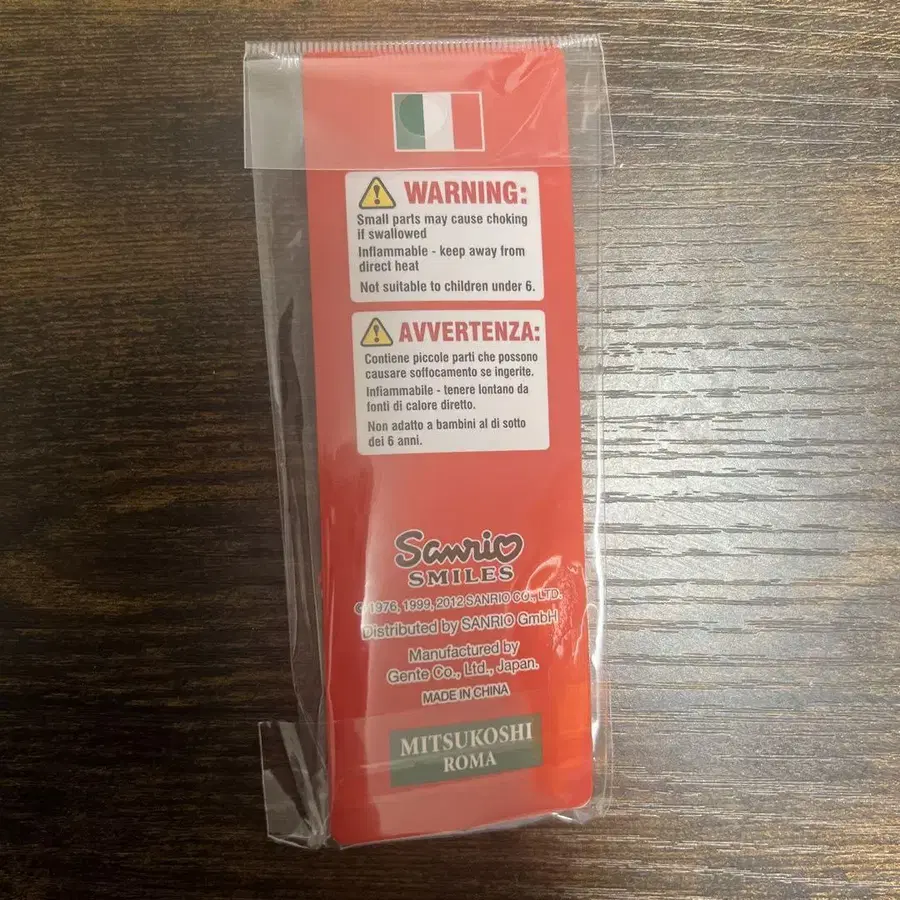 WARNING:
Small parts may cause choking
if swallowed
Inflammable - keep away from
direct heat
Not suitable to children under 6.
AVVERTENZA:
Contiene piccole parti che possono
causare soffocamento se ingerite.
Infiammabile - tenere lontano da
fonti di calore diretto.
Non adatto a bambini al di sotto
dei 6 anni.
Sanrio
SMILES
© 1976, 1999, 2012 SANRIO CO., LTD.
Distributed by SANRIO GmbH
Manufactured by
Gente Co., Ltd., Japan.
MADE IN CHINA
MITSUKOSHI
ROMA